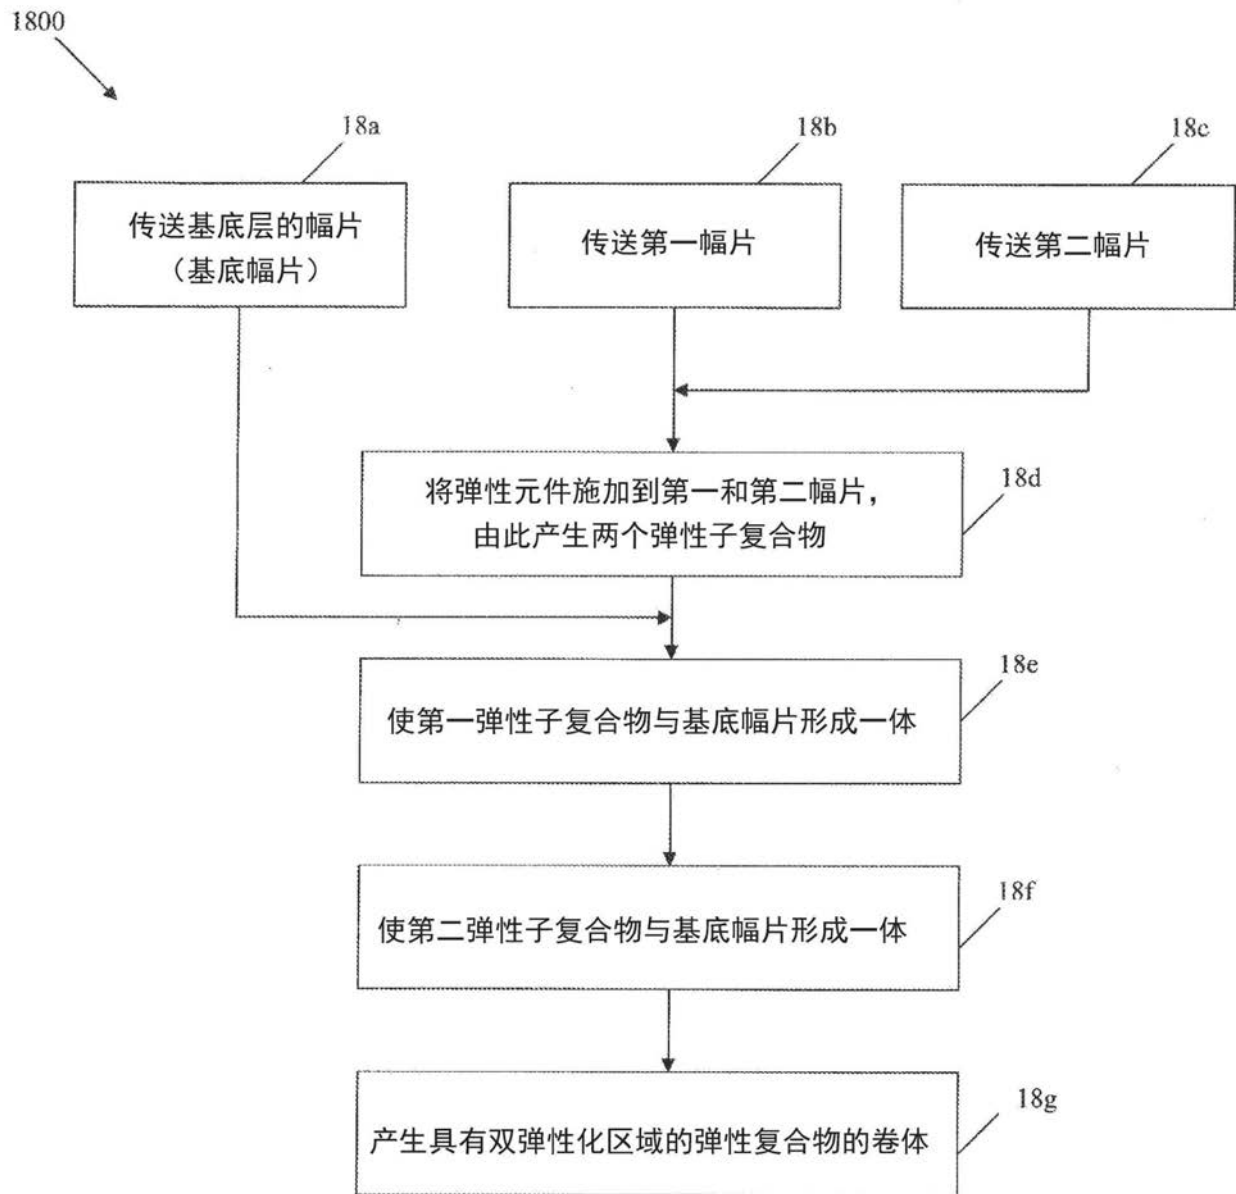 1800
18a
18b
18c
传送基底层的幅片
（基底幅片）
传送第一幅片
传送第二幅片
将弹性元件施加到第一和第二幅片，
由此产生两个弹性子复合物
18d
使第一弹性子复合物与基底幅片形成一体
18e
使第二弹性子复合物与基底幅片形成一体
18f
产生具有双弹性化区域的弹性复合物的卷体
18g